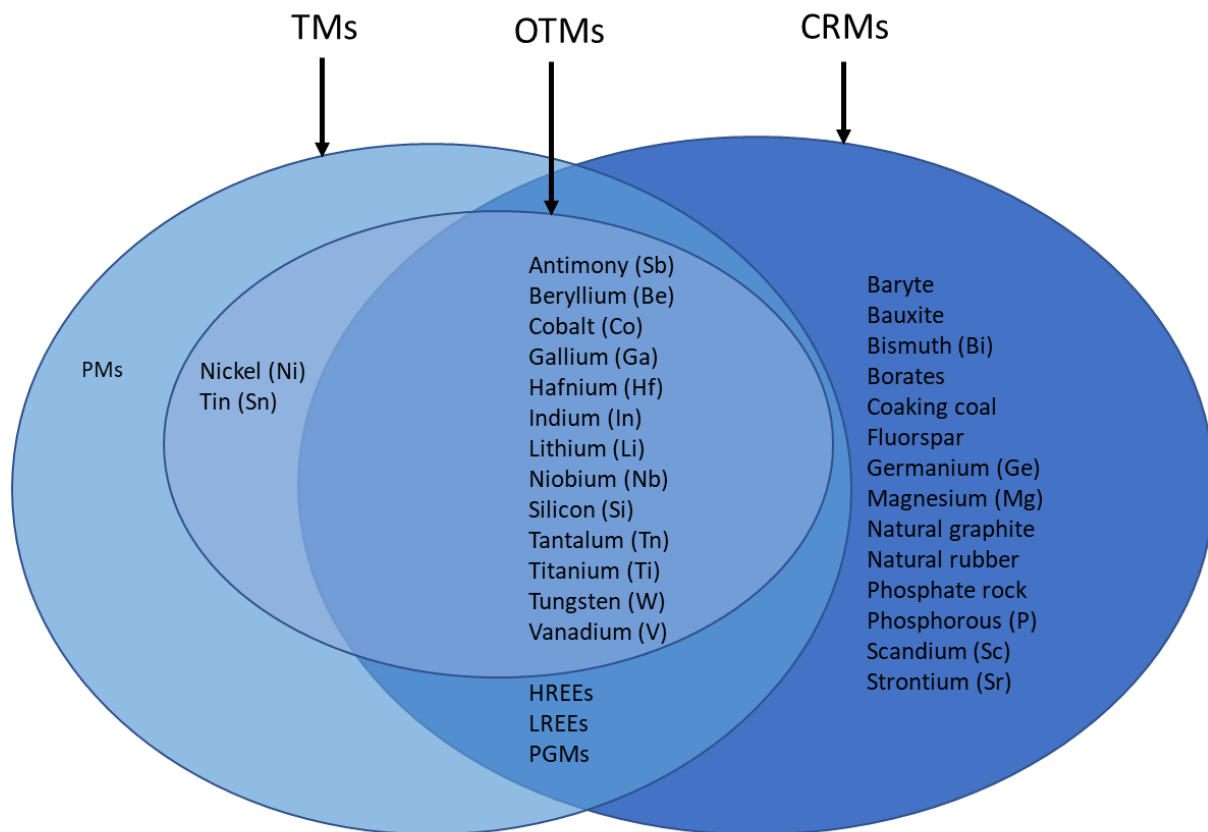 TMs
OTMs
CRMs
PMs
Nickel (Ni)
Tin (Sn)
Antimony (Sb)
Beryllium (Be)
Cobalt (Co)
Gallium (Ga)
Hafnium (Hf)
Indium (In)
Lithium (Li)
Niobium (Nb)
Silicon (Si)
Tantalum (Tn)
Titanium (Ti)
Tungsten (W)
Vanadium (V)
HREEs
LREEs
PGMs
Baryte
Bauxite
Bismuth (Bi)
Borates
Coaking coal
Fluorspar
Germanium (Ge)
Magnesium (Mg)
Natural graphite
Natural rubber
Phosphate rock
Phosphorous (P)
Scandium (Sc)
Strontium (Sr)